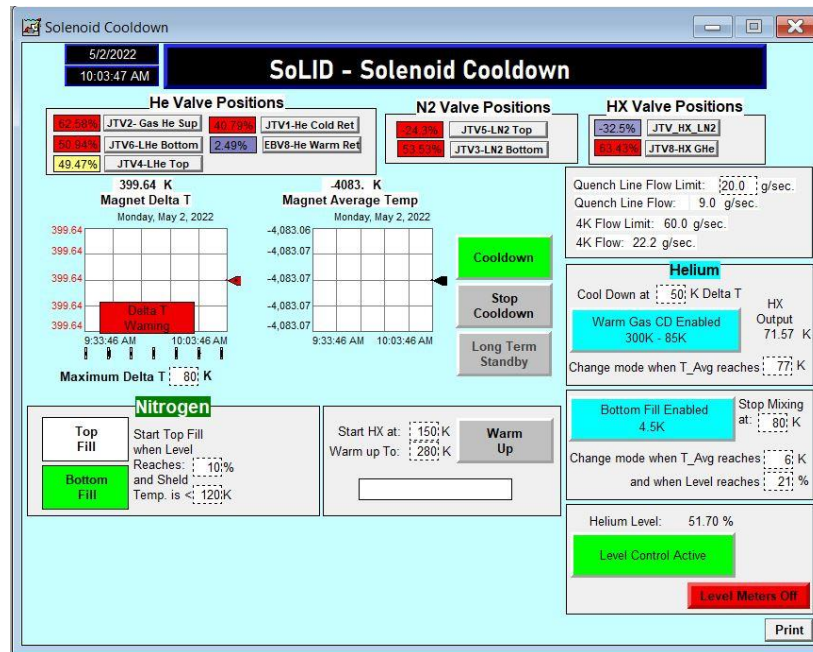 Solenoid Cooldown
5/2/2022
10:03:47 AM
SoLID - Solenoid Cooldown
He Valve Positions
62.58% JTV2- Gas He Sup 40.79% JTV1-He Cold Ret
50.94% JTV6-LHe Bottom 2.49% EBV8-He Warm Ret
49.47% JTV4-LHe Top
N2 Valve Positions
-24.3% JTV5-LN2 Top
53.53% JTV3-LN2 Bottom
HX Valve Positions
-32.5% JTV_HX_LN2
63.43% JTV8-HX GHe
399.64 K
Magnet Delta T
Monday, May 2, 2022
399.64
399.64
399.64
399.64
399.64
Delta T
Warning
9:33:46 AM 10:03:46 AM
Maximum Delta T 80 K
-4083. K
Magnet Average Temp
Monday, May 2, 2022
-4,083.06
-4,083.07
-4,083.07
-4,083.07
-4,083.07
9:33:46 AM 10:03:46 AM
Cooldown
Stop
Cooldown
Long Term
Standby
Quench Line Flow Limit: 20.0 g/sec.
Quench Line Flow: 9.0 g/sec.
4K Flow Limit: 60.0 g/sec.
4K Flow: 22.2 g/sec.
Helium
Cool Down at 50 K Delta T
Warm Gas CD Enabled
300K - 85K
HX
Output
71.57 K
Change mode when T_Avg reaches 77 K
Nitrogen
Top
Fill
Bottom
Fill
Start Top Fill
when Level
Reaches: 10 %
and Sheld
Temp. is < 120 K
Start HX at: 150 K
Warm up To: 280 K
Warm
Up
Bottom Fill Enabled
4.5K
Stop Mixing
at: 80 K
Change mode when T_Avg reaches 6 K
and when Level reaches 21 %
Helium Level: 51.70 %
Level Control Active
Level Meters Off
Print